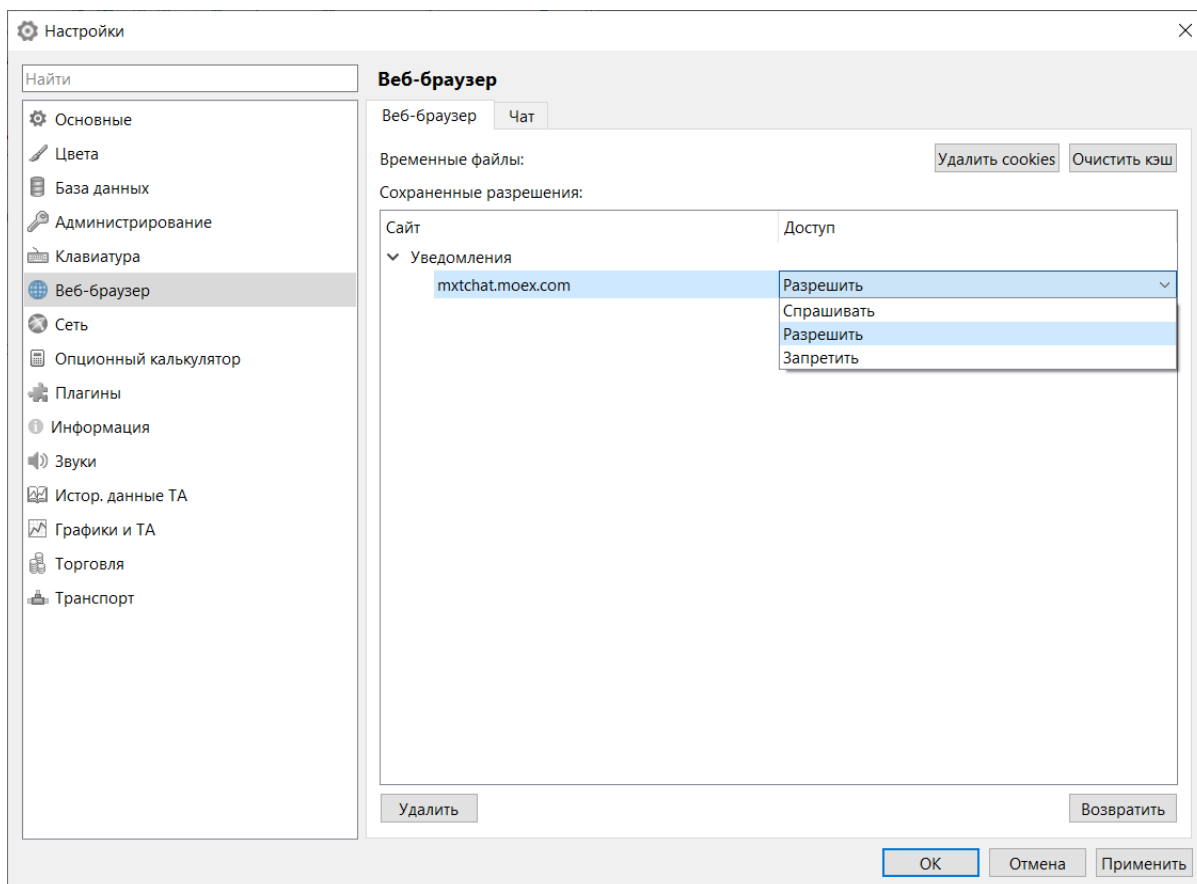 Настройки
Найти
Основные
Цвета
База данных
Администрирование
Клавиатура
Веб-браузер
Сеть
Опционный калькулятор
Плагины
Информация
Звуки
Истор. данные ТА
Графики и ТА
Торговля
Транспорт
Веб-браузер
Веб-браузер Чат
Временные файлы: Удалить cookies Очистить кэш
Сохраненные разрешения:
Сайт Доступ
Уведомления
mxtchat.moex.com Разрешить
Спрашивать
Разрешить
Запретить
Удалить Возвратить
ОК Отмена Применить